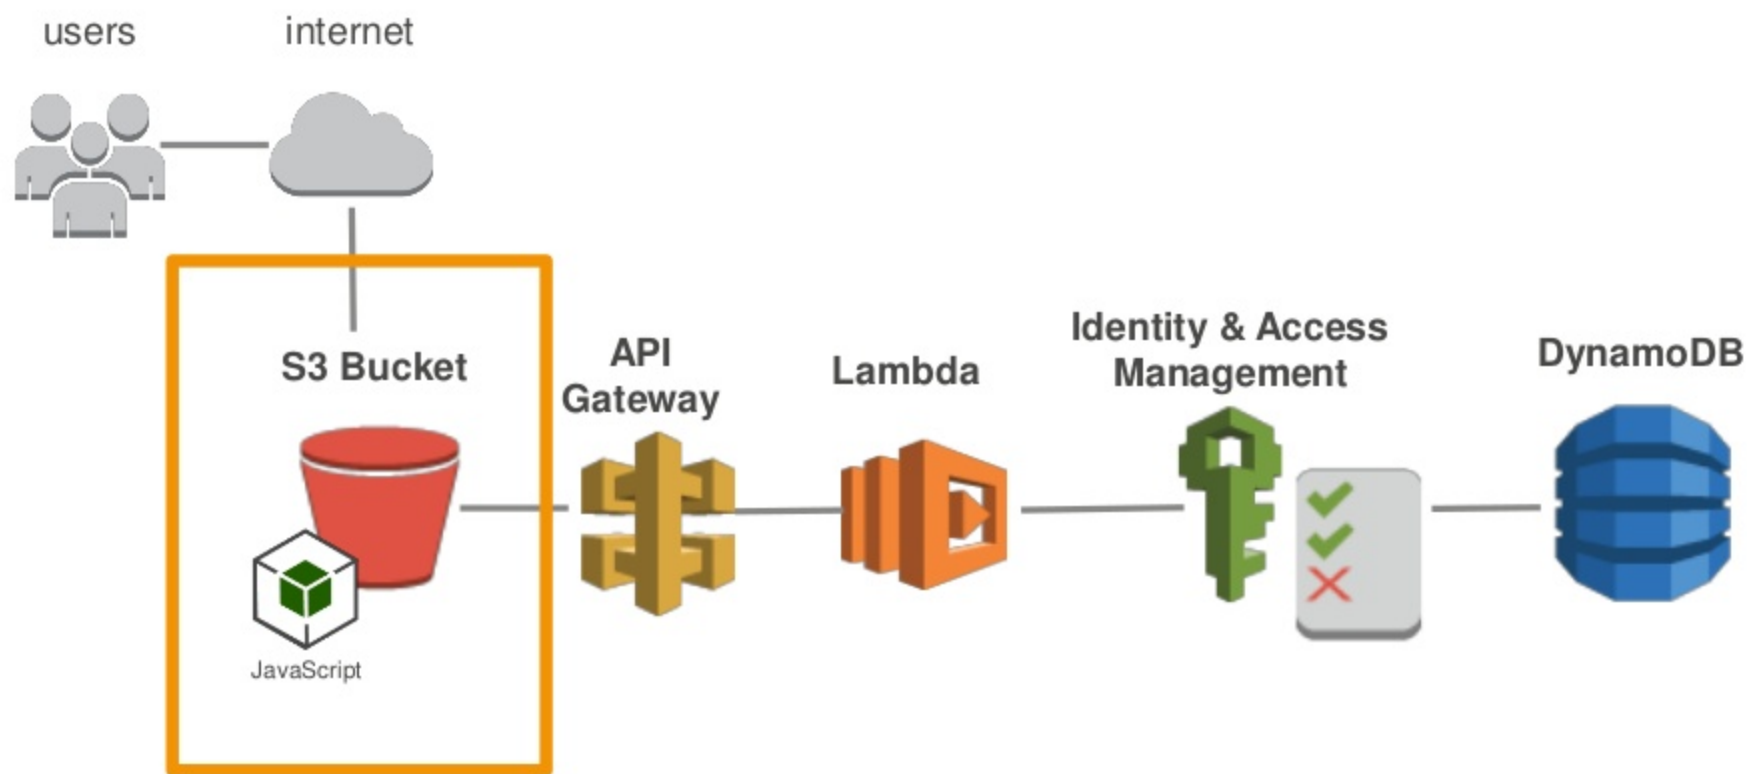 users
internet
S3 Bucket
API
Gateway
Lambda
Identity & Access
Management
DynamoDB
JavaScript